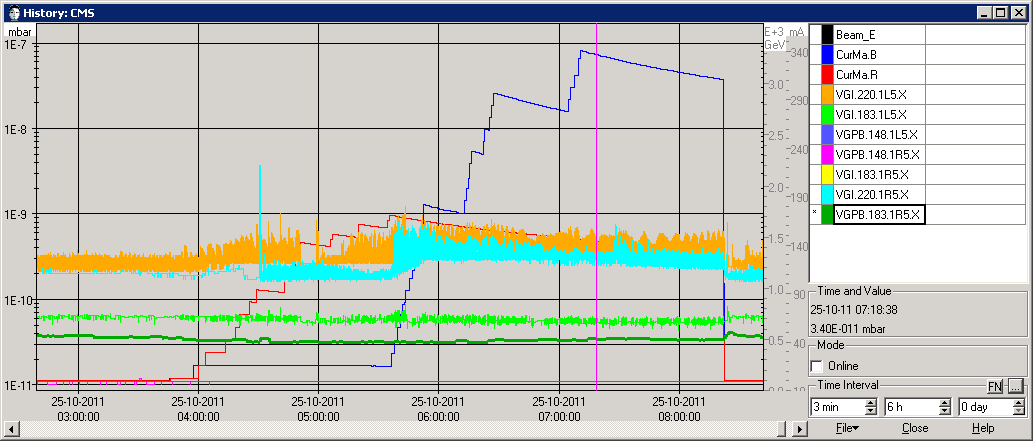 History: CMS
mbar
1E-7
1E-8
1E-9
1E-10
1E-11
E+3 mA
GeV
340
3.0
290
2.5
240
2.0
190
1.5
140
1.0
90
0.5
40
25-10-2011
03:00:00
25-10-2011
04:00:00
25-10-2011
05:00:00
25-10-2011
06:00:00
25-10-2011
07:00:00
25-10-2011
08:00:00
Beam_E
CurMa.B
CurMa.R
VGI.220.1L5.X
VGI.183.1L5.X
VGPB.148.1L5.X
VGPB.148.1R5.X
VGI.183.1R5.X
VGI.220.1R5.X
* VGPB.183.1R5.X
Time and Value
25-10-11 07:18:38
3.40E-011 mbar
Mode
Online
Time Interval
FN ...
3 min 6 h 0 day
File Close Help